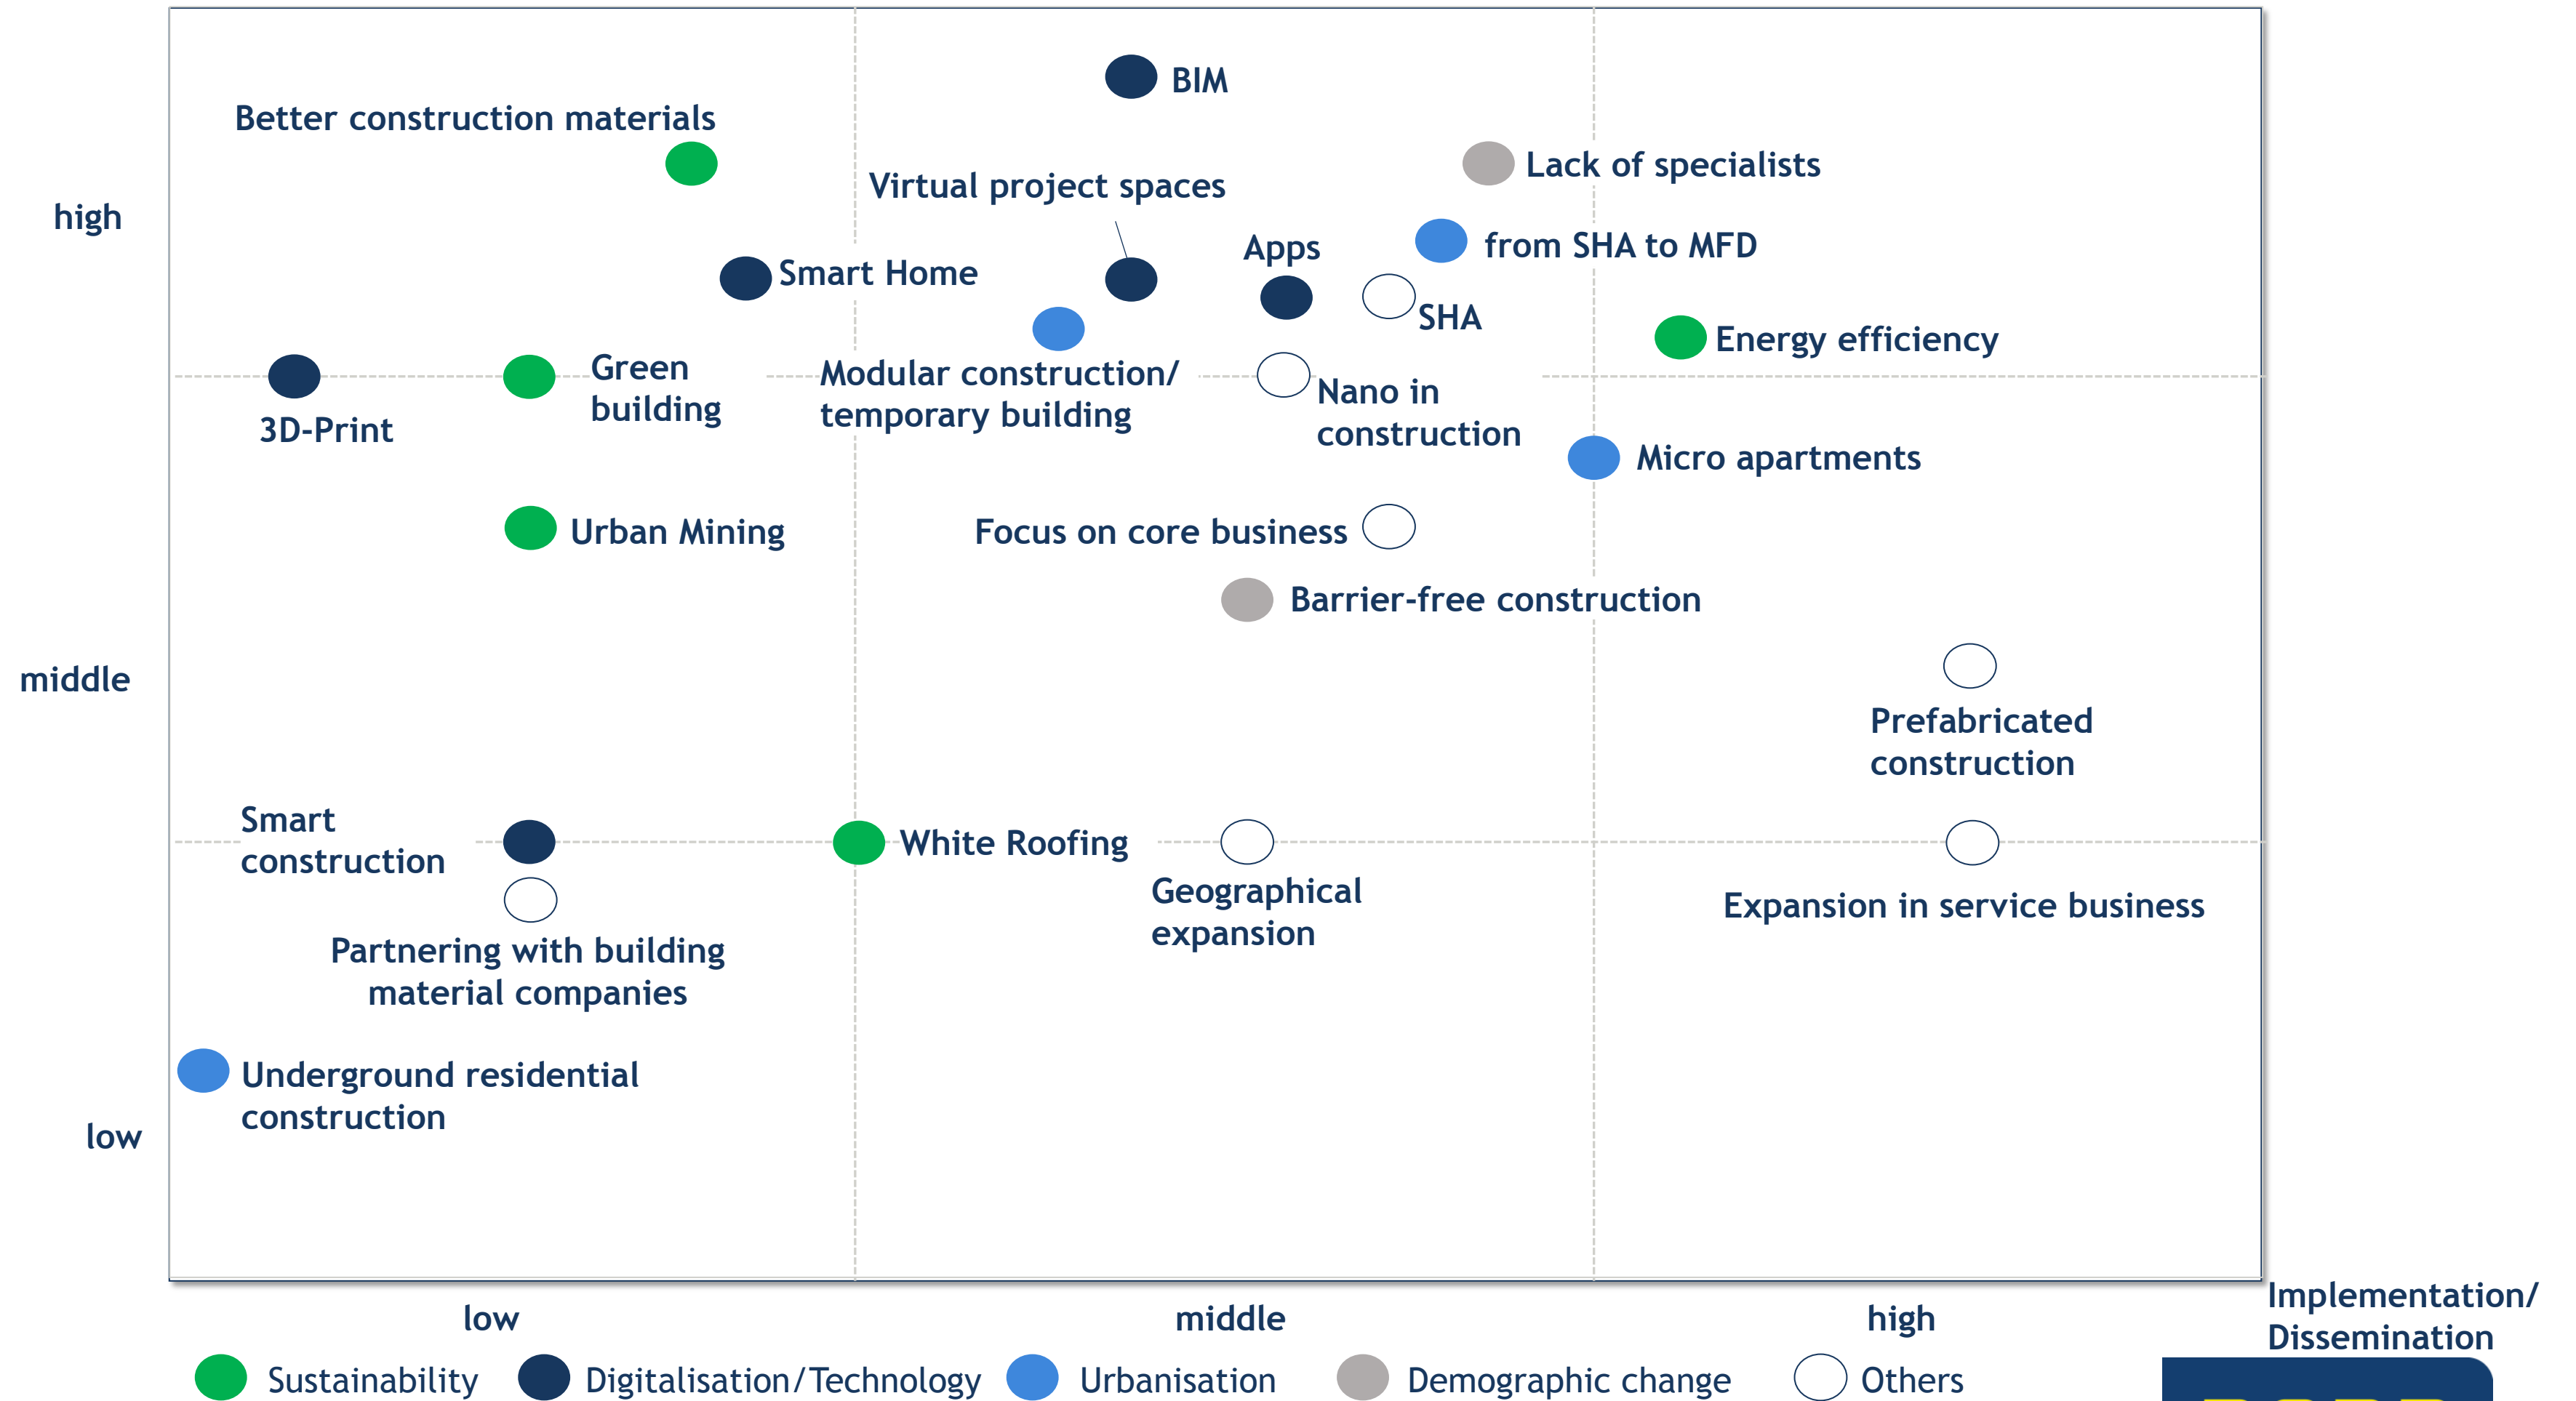 BIM
Better construction materials
Lack of specialists
Virtual project spaces
high
Apps
from SHA to MFD
Smart Home
SHA
Energy efficiency
Green
building
Modular construction/
temporary building
Nano in
construction
3D-Print
Micro apartments
Urban Mining
Focus on core business
Barrier-free construction
middle
Prefabricated
construction
Smart
construction
White Roofing
Geographical
expansion
Expansion in service business
Partnering with building
material companies
Underground residential
construction
low
Implementation/
Dissemination
low
middle
high
Sustainability
Digitalisation/Technology
Urbanisation
Demographic change
Others